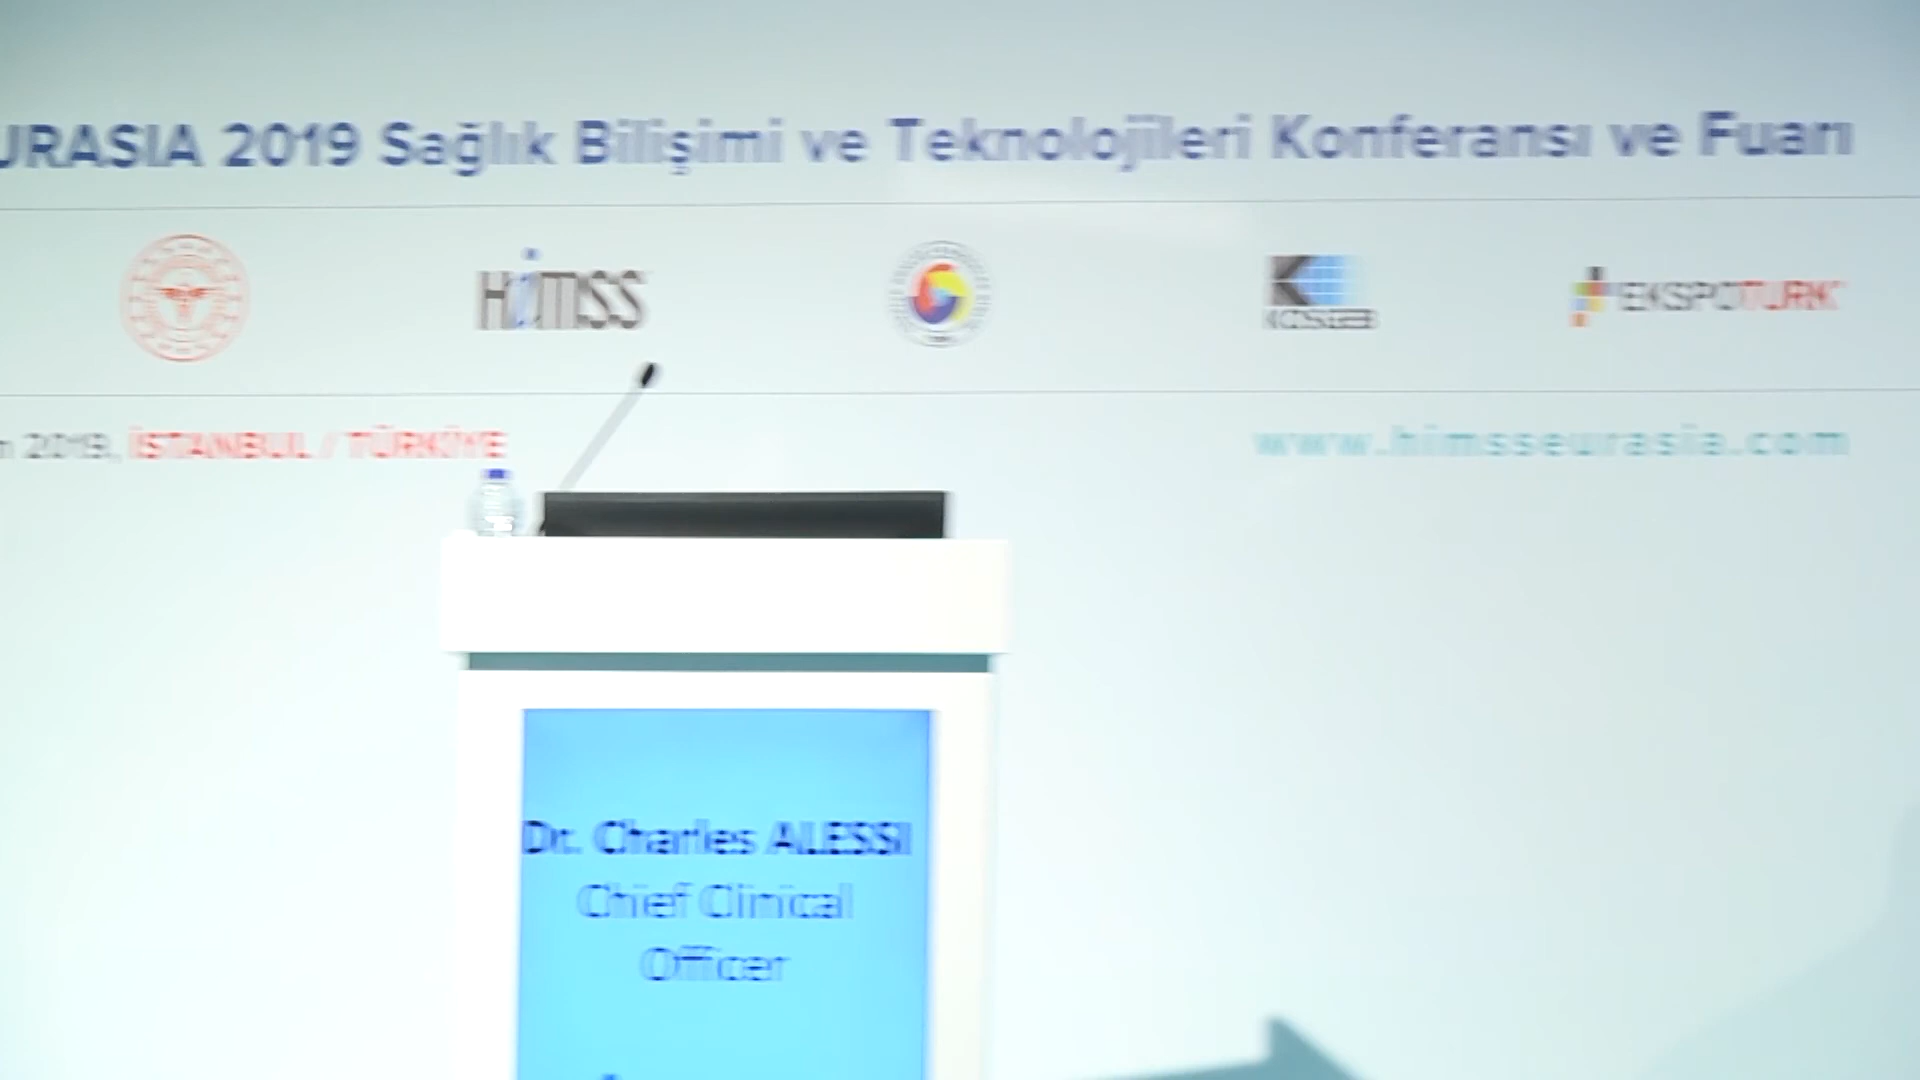 URASIA 2019 Sağlık Bilişimi ve Teknolojileri Konferansı ve Fuarı
HiMSS
KOSGEB
EKSPOTURK
2019, İSTANBUL / TÜRKİYE
www.himsseurasia.com
Dr. Charles ALESSI
Chief Clinical
Officer